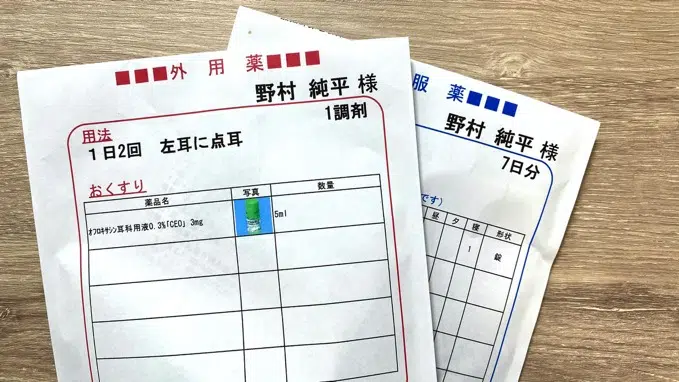 ■■■外 用 薬■■■
野村 純平 様
1調剤
用法
1日2回 左耳に点耳
おくすり
薬品名 写真 数量
オフロキサシン耳科用液0.3%「CEO」 3mg 5ml
服 薬■■■
野村 純平 様
7日分
です)
昼 夕 寝 形状
1 錠